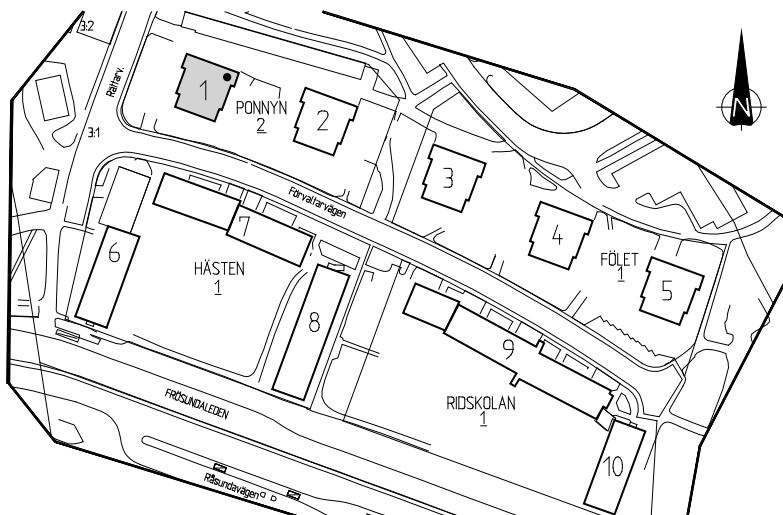 3:2
Rättarv.
1
PONNYN
2
2
N
3:1
3
Förvaltarvägen
4
7
6
HÄSTEN
1
FÖLET
1
5
8
9
FRÖSUNDALEDEN
RIDSKOLAN
1
10
Råsundavägen